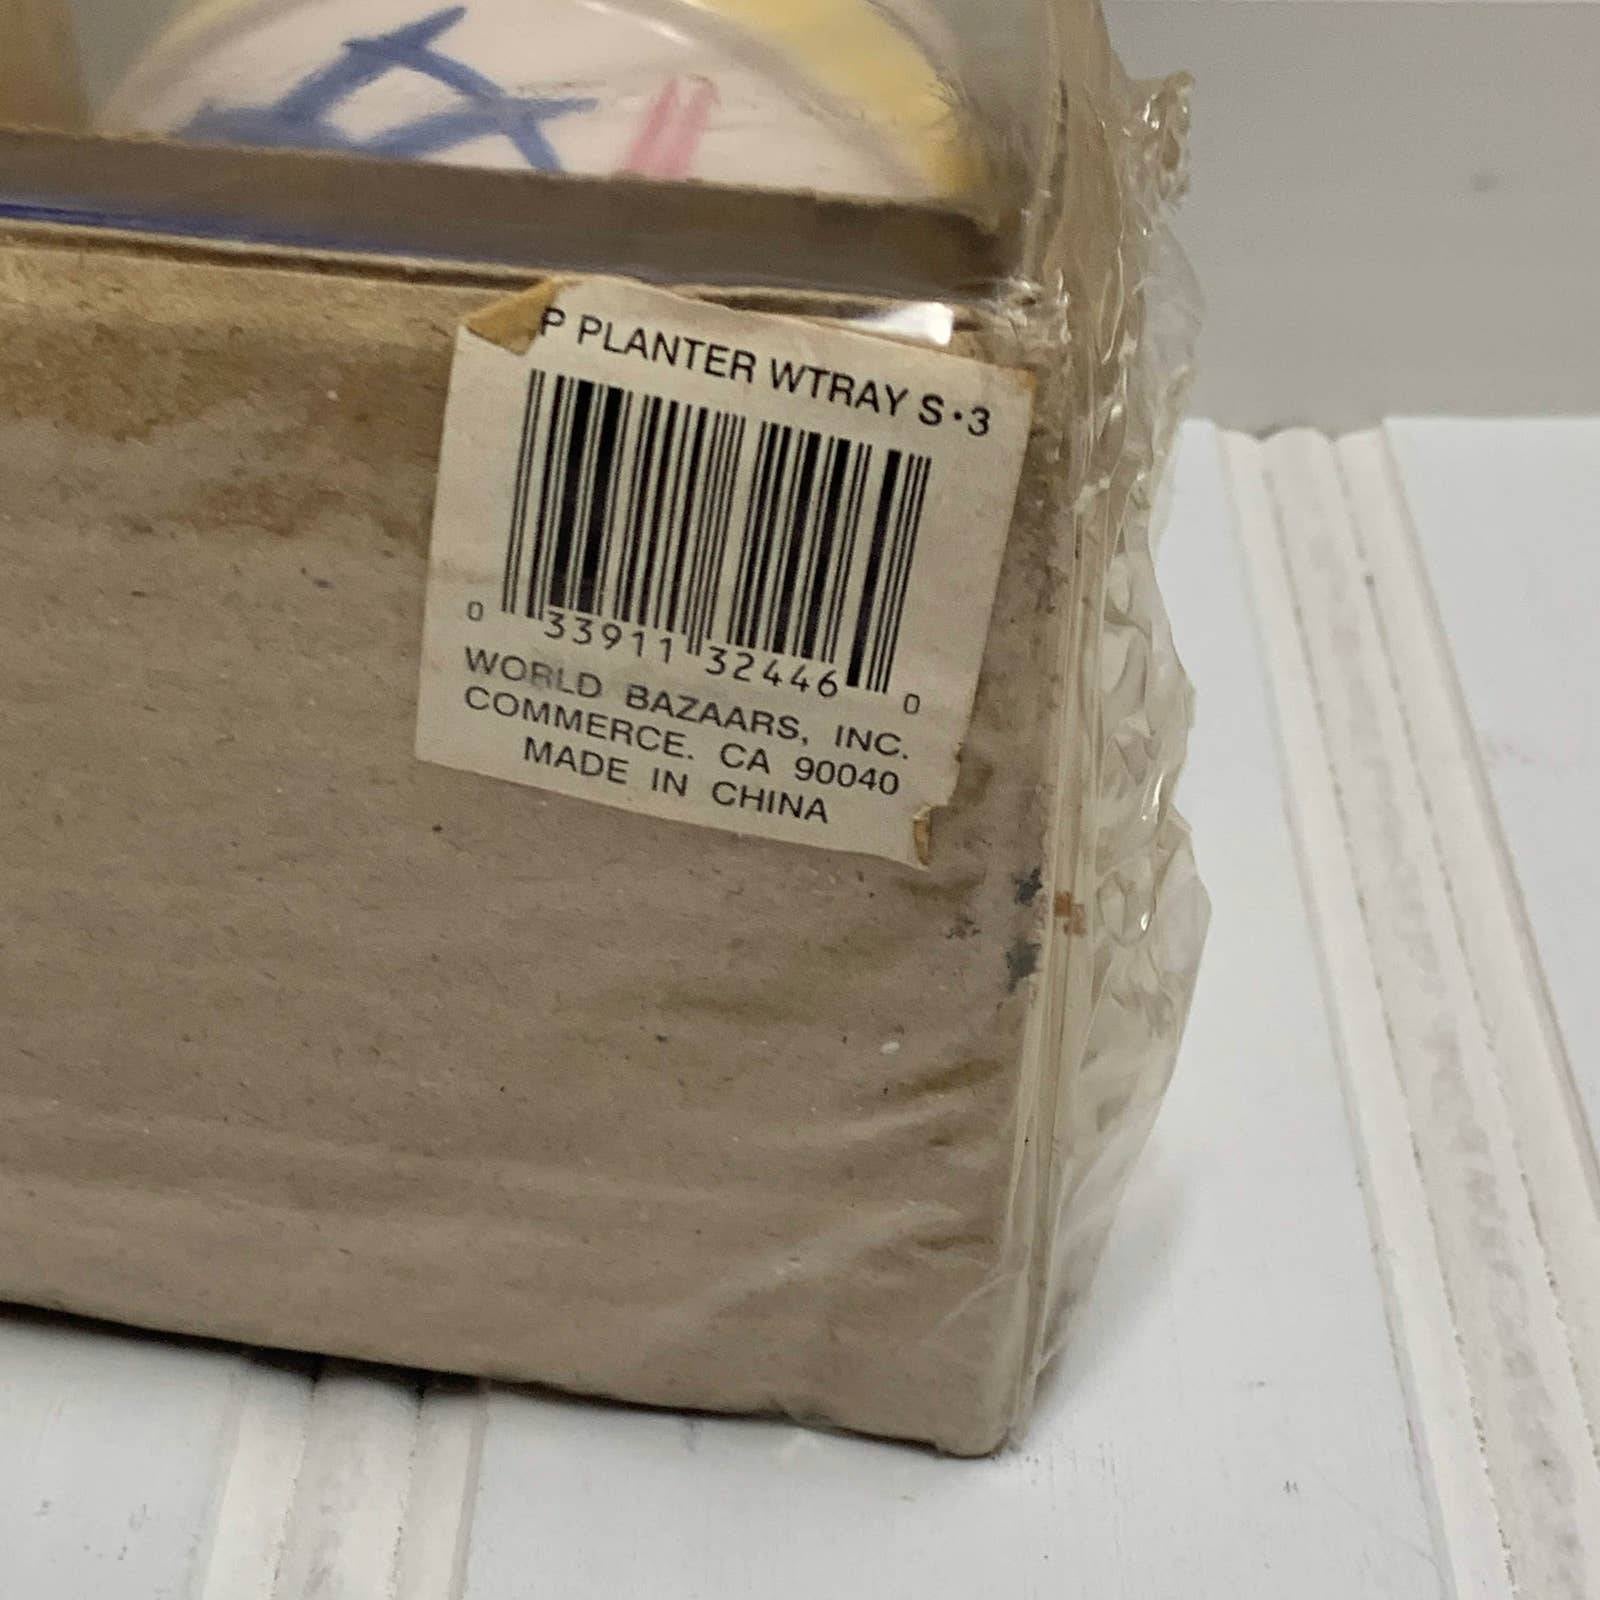 P PLANTER WTRAY S·3
0 33911 32446 0
WORLD BAZAARS, INC.
COMMERCE. CA 90040
MADE IN CHINA